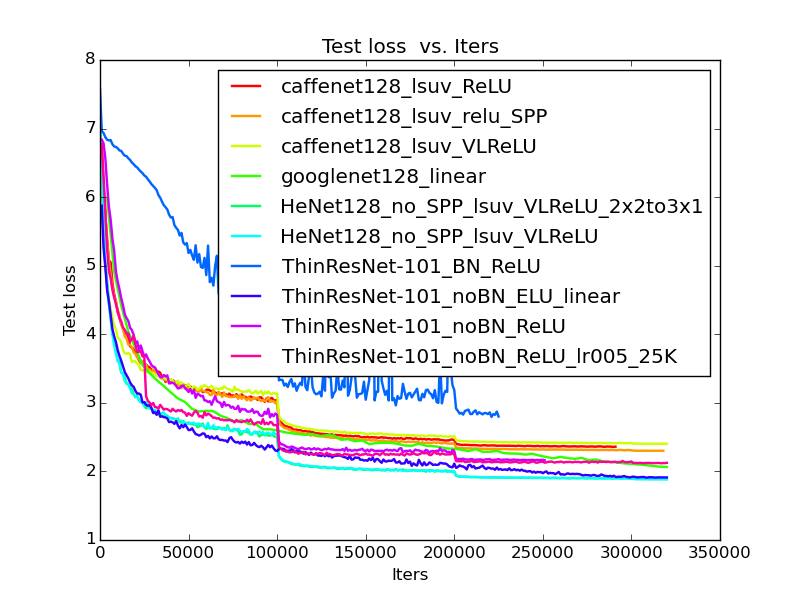 Test loss  vs. Iters
8
7
6
5
4
3
2
1
Test loss
caffenet128_lsuv_ReLU
caffenet128_lsuv_relu_SPP
caffenet128_lsuv_VLReLU
googlenet128_linear
HeNet128_no_SPP_lsuv_VLReLU_2x2to3x1
HeNet128_no_SPP_lsuv_VLReLU
ThinResNet-101_BN_ReLU
ThinResNet-101_noBN_ELU_linear
ThinResNet-101_noBN_ReLU
ThinResNet-101_noBN_ReLU_lr005_25K
0 50000 100000 150000 200000 250000 300000 350000
Iters